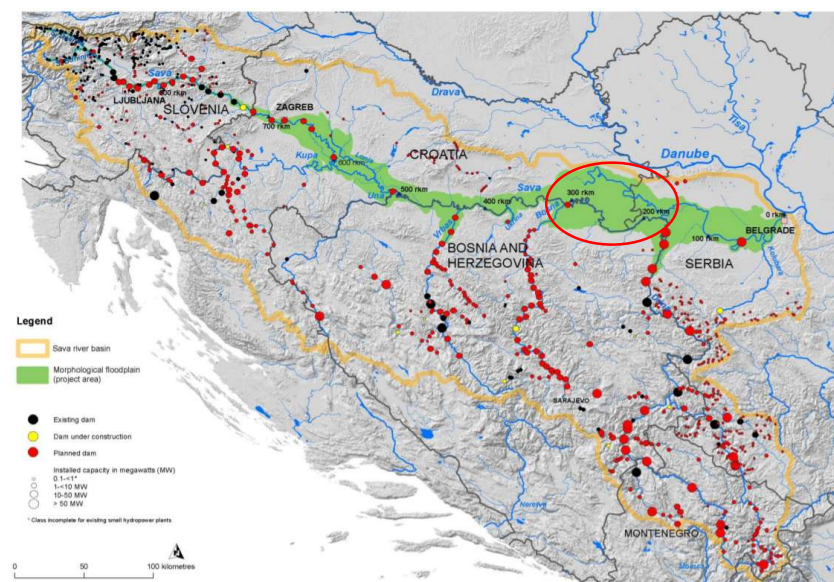 Drava
Tisa
Sava
LJUBLJANA
600 rkm
SLOVENIA
ZAGREB
700 rkm
Danube
Kupa
600 rkm
CROATIA
Una
500 rkm
400 rkm
Sava
300 rkm
200 rkm
0 rkm
BELGRADE
100 rkm
Vrbas
Bosna
BOSNIA AND
HERZEGOVINA
SERBIA
Kolubara
SARAJEVO
Neretva
MONTENEGRO
Legend
Sava river basin
Morphological floodplain
(project area)
Existing dam
Dam under construction
Planned dam
Installed capacity in megawatts (MW)
0.1-<1*
1-<10 MW
10-50 MW
> 50 MW
* Class incomplete for existing small hydropower plants
0
50
100 kilometres